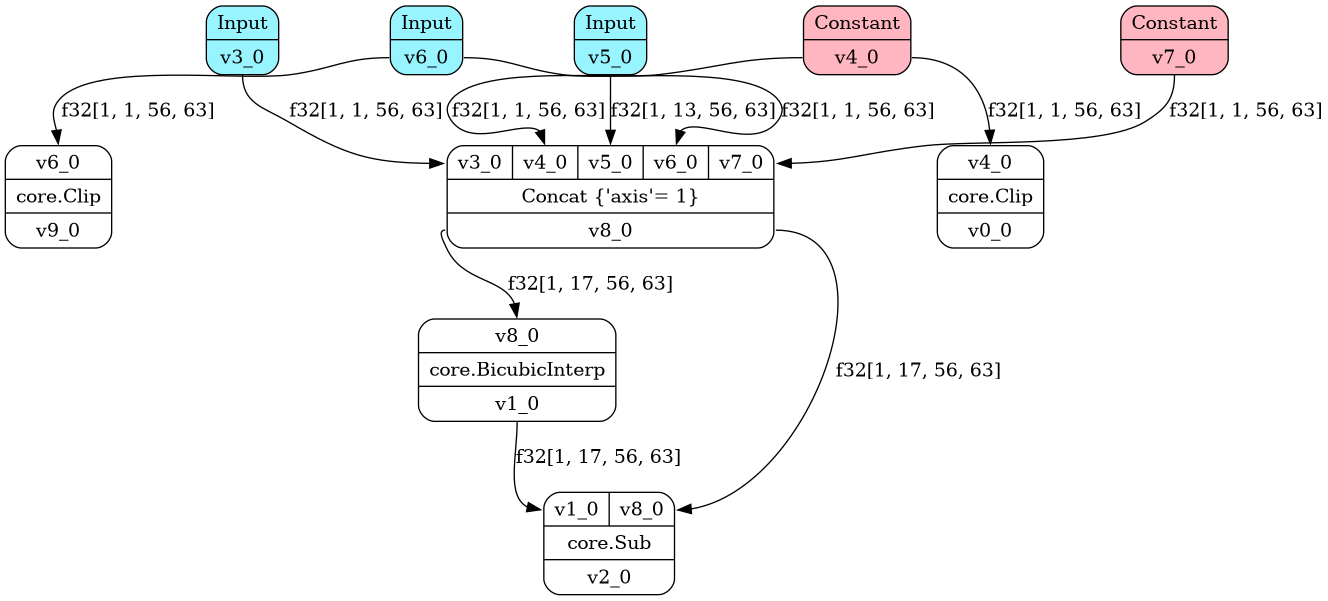 Input
v3_0
Input
v6_0
Input
v5_0
Constant
v4_0
Constant
v7_0
f32[1, 1, 56, 63]
f32[1, 1, 56, 63]
f32[1, 1, 56, 63]
f32[1, 13, 56, 63]
f32[1, 1, 56, 63]
f32[1, 1, 56, 63]
f32[1, 1, 56, 63]
v6_0
core.Clip
v9_0
v3_0 v4_0 v5_0 v6_0 v7_0
Concat {'axis'= 1}
v8_0
v4_0
core.Clip
v0_0
f32[1, 17, 56, 63]
f32[1, 17, 56, 63]
v8_0
core.BicubicInterp
v1_0
f32[1, 17, 56, 63]
v1_0 v8_0
core.Sub
v2_0